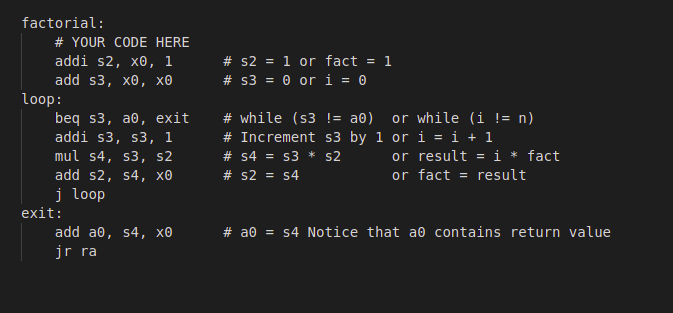 factorial:
    # YOUR CODE HERE
    addi s2, x0, 1      # s2 = 1 or fact = 1
    add s3, x0, x0      # s3 = 0 or i = 0
loop:
    beq s3, a0, exit    # while (s3 != a0)  or while (i != n)
    addi s3, s3, 1      # Increment s3 by 1 or i = i + 1
    mul s4, s3, s2      # s4 = s3 * s2      or result = i * fact
    add s2, s4, x0      # s2 = s4           or fact = result
    j loop
exit:
    add a0, s4, x0      # a0 = s4 Notice that a0 contains return value
    jr ra